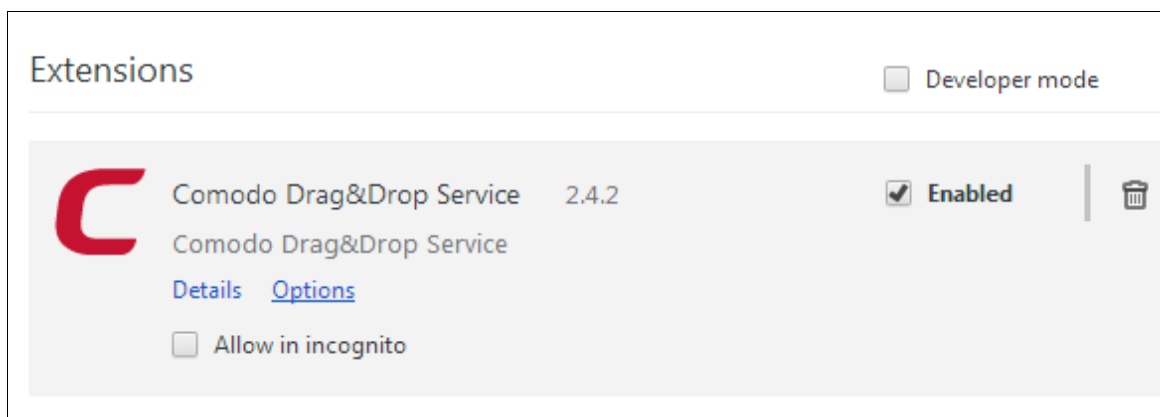 Extensions
Developer mode
Comodo Drag&Drop Service 2.4.2
Enabled
Comodo Drag&Drop Service
Details Options
Allow in incognito